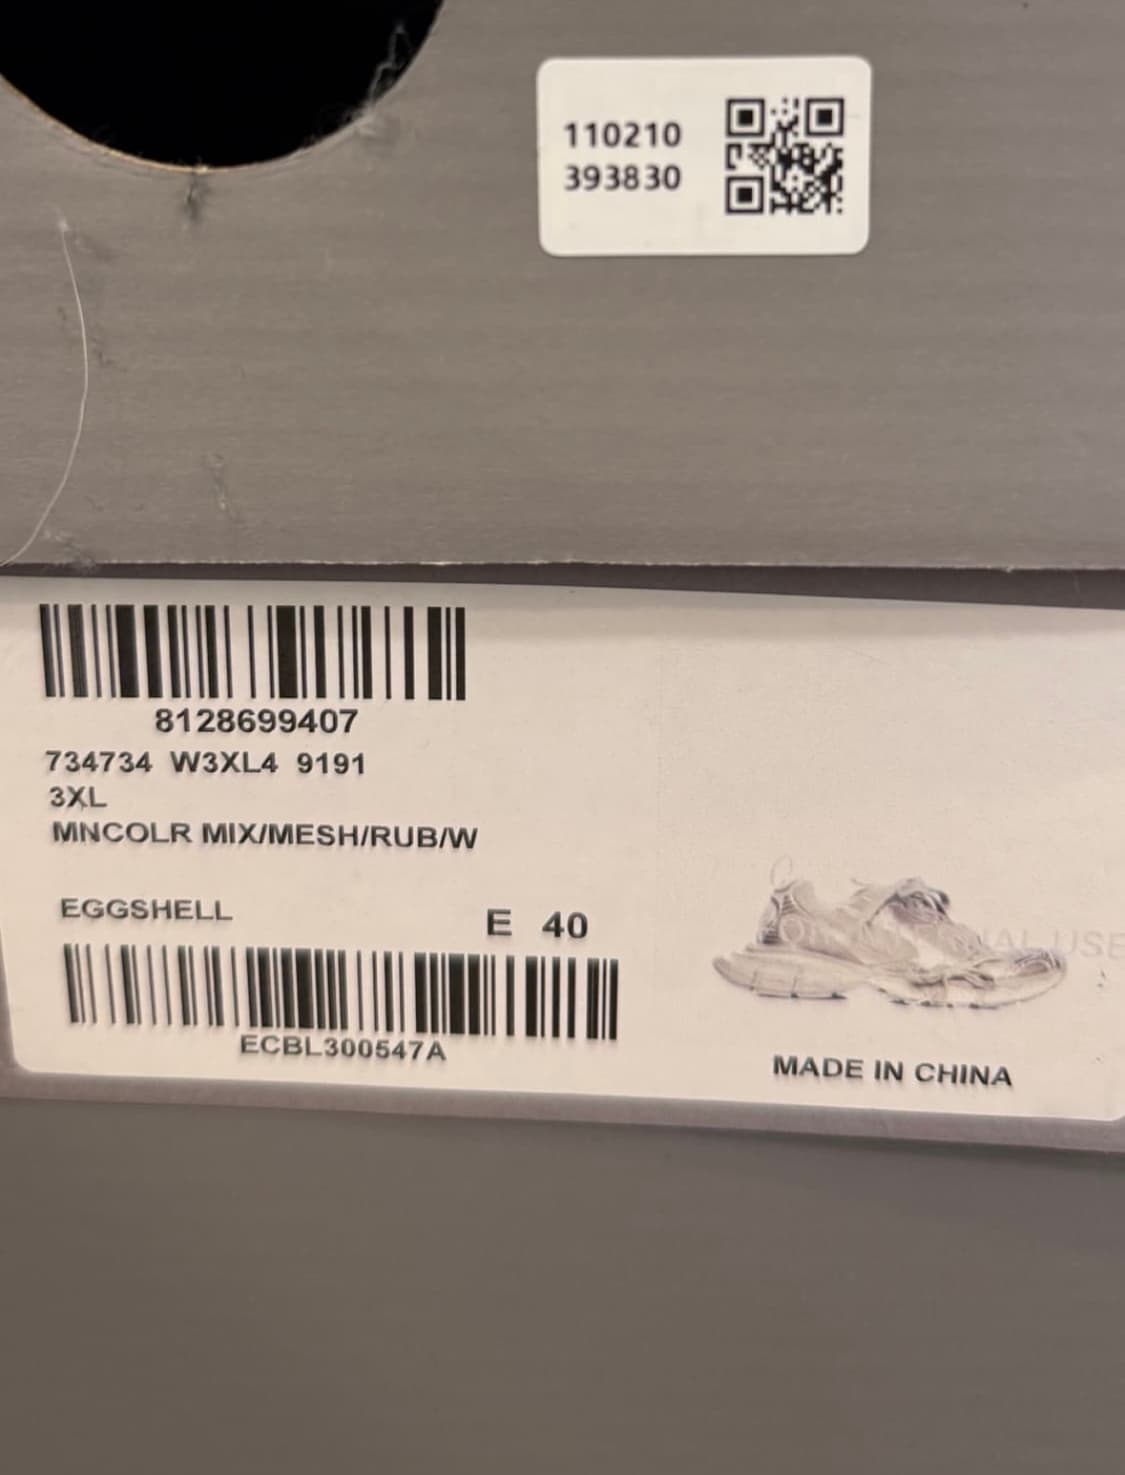 110210
393830
8128699407
734734 W3XL4 9191
3XL
MNCOLR MIX/MESH/RUB/W
EGGSHELL
E 40
ECBL300547A
MADE IN CHINA